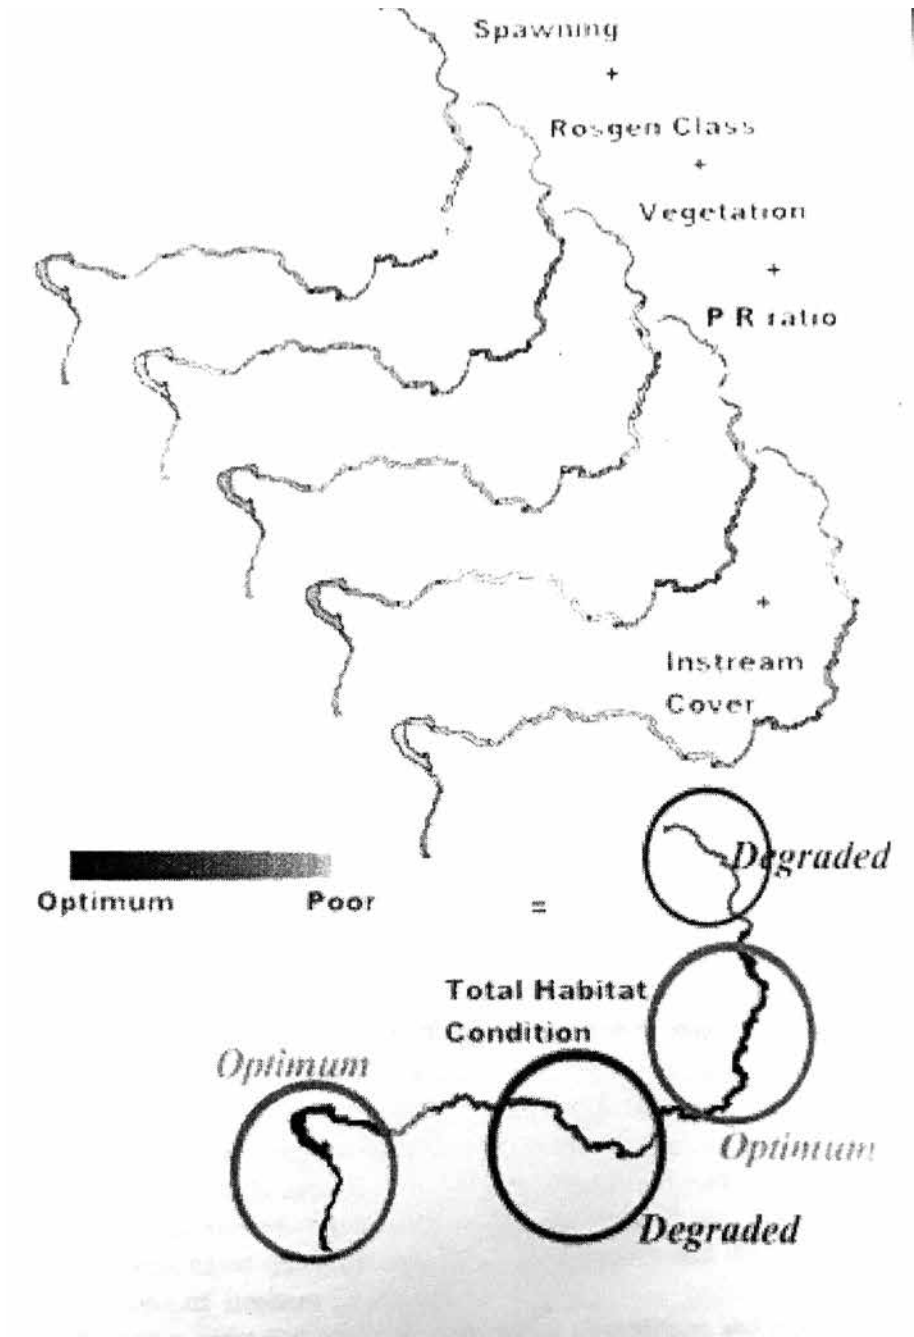 Spawning
+
Rosgen Class
+
Vegetation
+
P R ratio
+
Instream
Cover
Degraded
Optimum Poor
=
Total Habitat
Condition
Optimum
Optimum
Degraded